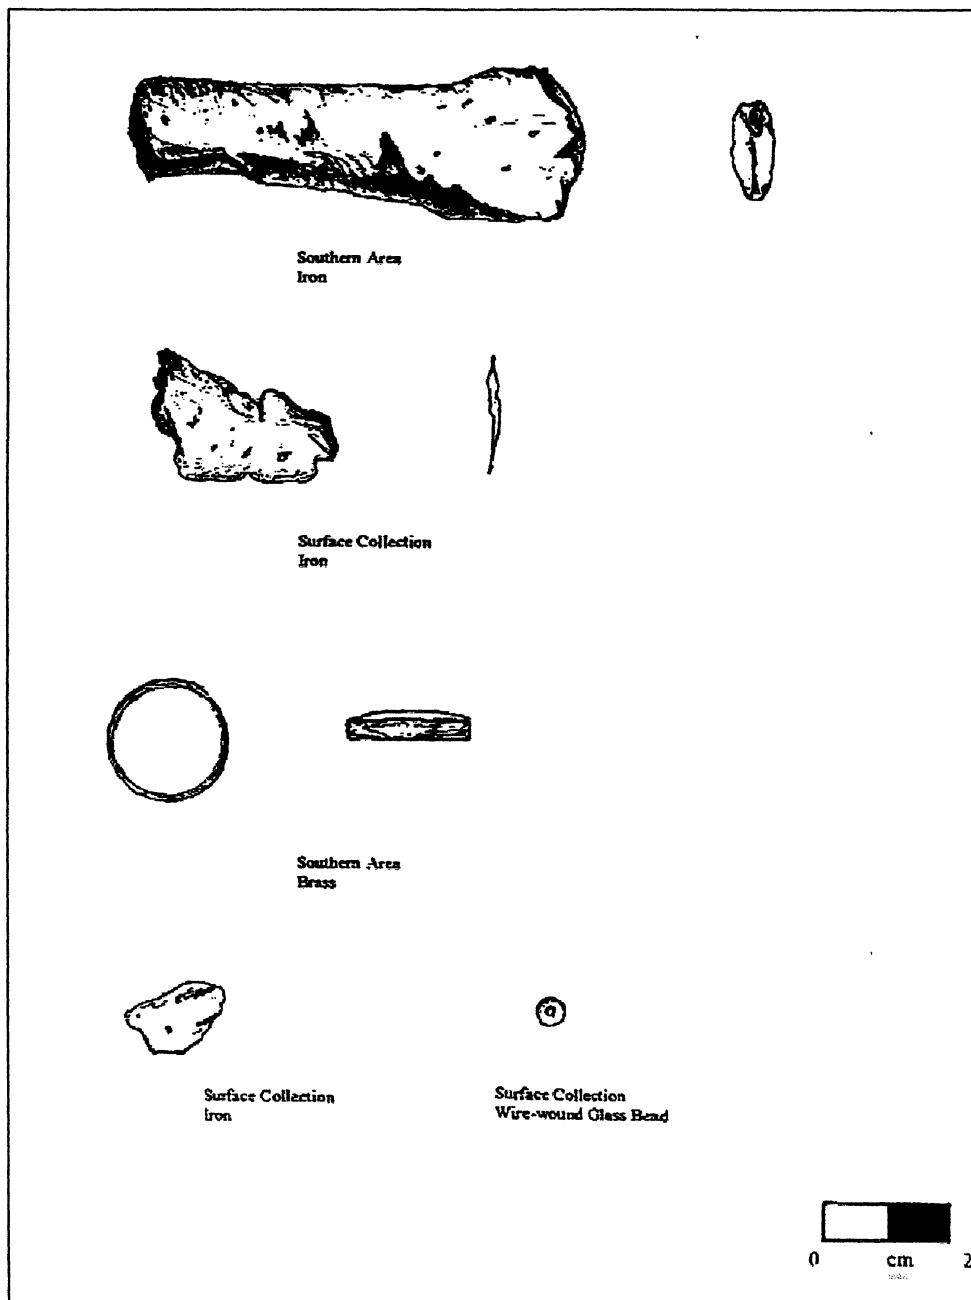 Southern Area
Iron
Surface Collection
Iron
Southern Area
Brass
Surface Collection
Iron
Surface Collection
Wire-wound Glass Bead
0 cm 2